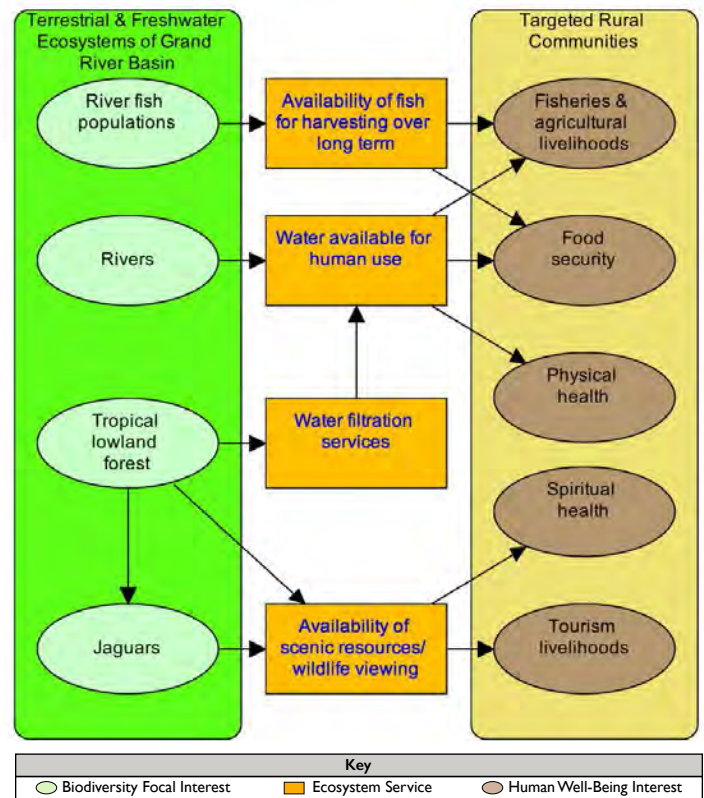 Terrestrial & Freshwater
Ecosystems of Grand
River Basin
Targeted Rural
Communities
River fish
populations
Availability of fish
for harvesting over
long term
Fisheries &
agricultural
livelihoods
Rivers
Water available for
human use
Food
security
Physical
health
Tropical
lowland
forest
Water filtration
services
Spiritual
health
Jaguars
Availability of
scenic resources/
wildlife viewing
Tourism
livelihoods
Key
Biodiversity Focal Interest
Ecosystem Service
Human Well-Being Interest